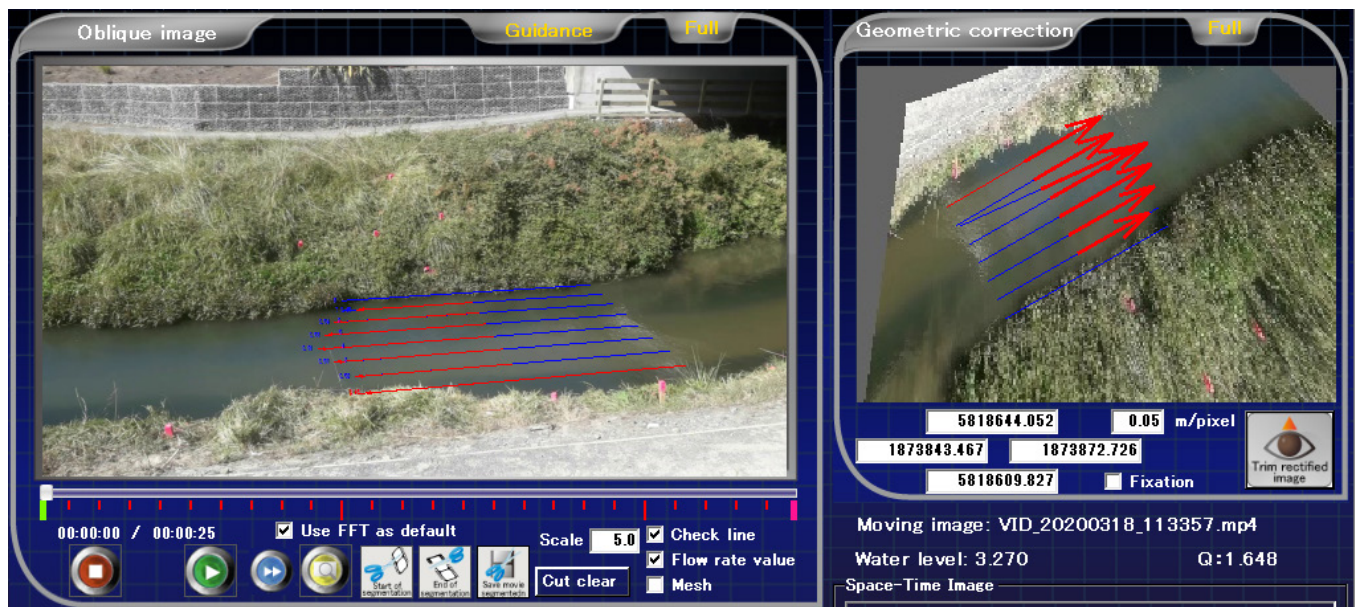 Oblique image
Guidance
Full
Geometric correction
Full
5818644.052
0.05 m/pixel
1873843.467
1873872.726
5818609.827
Fixation
Trim rectified
image
00:00:00 / 00:00:25
Use FFT as default
Scale 5.0
Check line
Flow rate value
Mesh
Start of
segmentation
End of
segmentation
Save movie
segmentedn
Cut clear
Moving image: VID_20200318_113357.mp4
Water level: 3.270
Q:1.648
Space-Time Image